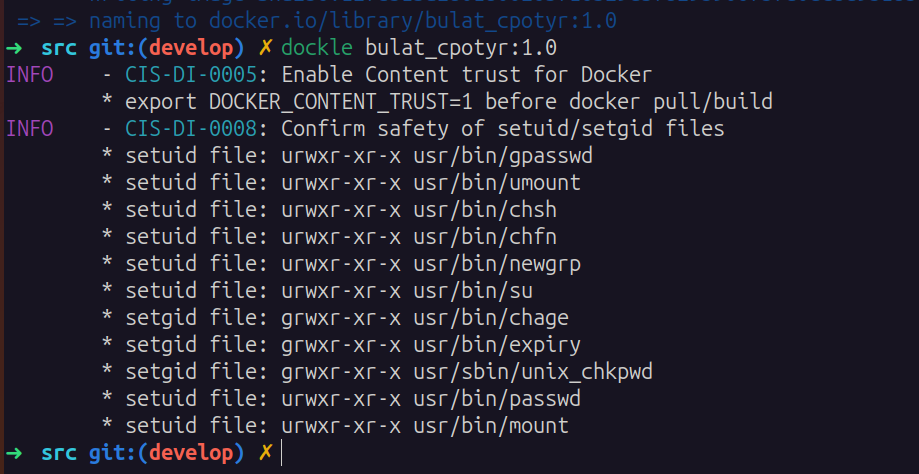 => => naming to docker.io/library/bulat_cpotyr:1.0
→ src git:(develop) ✗ dockle bulat_cpotyr:1.0
INFO - CIS-DI-0005: Enable Content trust for Docker
* export DOCKER_CONTENT_TRUST=1 before docker pull/build
INFO - CIS-DI-0008: Confirm safety of setuid/setgid files
* setuid file: urwxr-xr-x usr/bin/gpasswd
* setuid file: urwxr-xr-x usr/bin/umount
* setuid file: urwxr-xr-x usr/bin/chsh
* setuid file: urwxr-xr-x usr/bin/chfn
* setuid file: urwxr-xr-x usr/bin/newgrp
* setuid file: urwxr-xr-x usr/bin/su
* setgid file: grwxr-xr-x usr/bin/chage
* setgid file: grwxr-xr-x usr/bin/expiry
* setgid file: grwxr-xr-x usr/sbin/unix_chkpwd
* setuid file: urwxr-xr-x usr/bin/passwd
* setuid file: urwxr-xr-x usr/bin/mount
→ src git:(develop) ✗